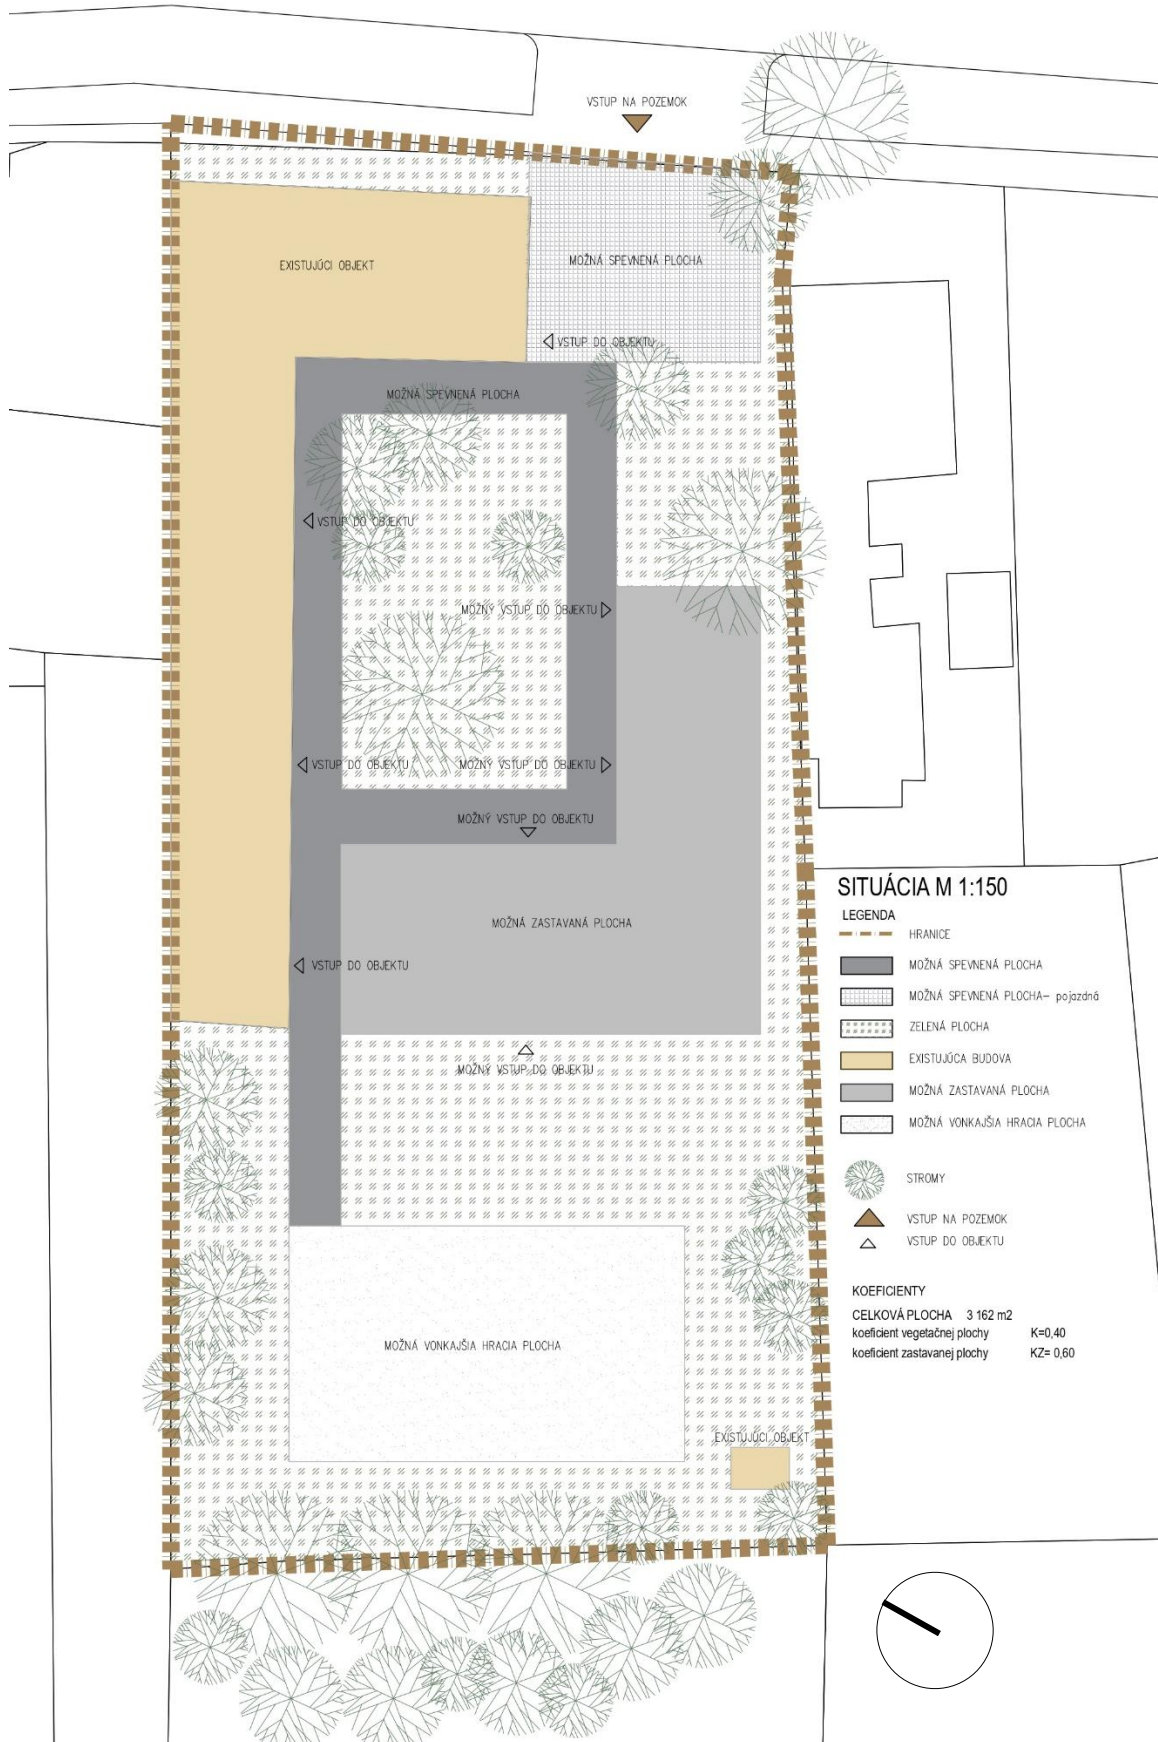 VSTUP NA POZEMOK
EXISTUJÚCI OBJEKT
MOŽNÁ SPEVNENÁ PLOCHA
VSTUP DO OBJEKTU
MOŽNÁ SPEVNENÁ PLOCHA
VSTUP DO OBJEKTU
MOŽNÝ VSTUP DO OBJEKTU
VSTUP DO OBJEKTU
MOŽNÝ VSTUP DO OBJEKTU
MOŽNÝ VSTUP DO OBJEKTU
MOŽNÁ ZASTAVANÁ PLOCHA
VSTUP DO OBJEKTU
MOŽNÝ VSTUP DO OBJEKTU
MOŽNÁ VONKAJŠIA HRACIA PLOCHA
EXISTUJÚCI OBJEKT
SITUÁCIA M 1:150
LEGENDA
HRANICE
MOŽNÁ SPEVNENÁ PLOCHA
MOŽNÁ SPEVNENÁ PLOCHA- pojazdná
ZELENÁ PLOCHA
EXISTUJÚCA BUDOVA
MOŽNÁ ZASTAVANÁ PLOCHA
MOŽNÁ VONKAJŠIA HRACIA PLOCHA
STROMY
VSTUP NA POZEMOK
VSTUP DO OBJEKTU
KOEFICIENTY
CELKOVÁ PLOCHA 3 162 m2
koeficient vegetačnej plochy K=0,40
koeficient zastavanej plochy KZ= 0,60